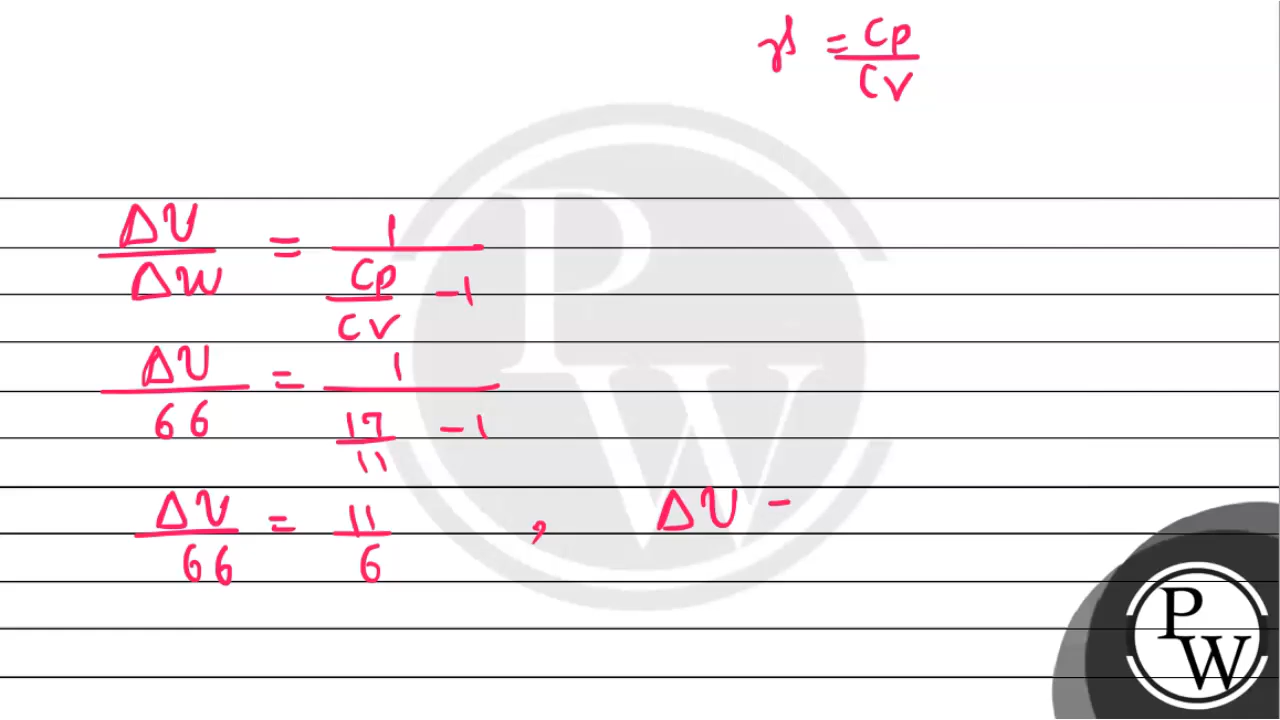 γ = Cp
Cv
ΔU = 1
ΔW Cp - 1
Cv
ΔU = 1
66 17 - 1
11
ΔU = 11 , ΔU -
66 6
P
W
P
W